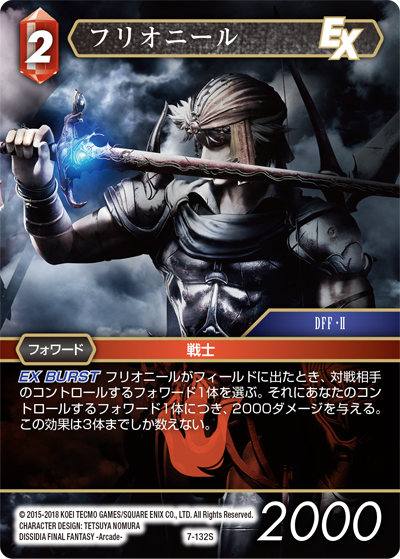 2
フリオニール
EX
DFF・II
フォワード
戦士
EX BURST フリオニールがフィールドに出たとき、対戦相手
のコントロールするフォワード1体を選ぶ。それにあなたのコン
トロールするフォワード1体につき、2000ダメージを与える。
この効果は3体までしか数えない。
© 2015-2018 KOEI TECMO GAMES/SQUARE ENIX CO., LTD. All Rights Reserved.
CHARACTER DESIGN: TETSUYA NOMURA
DISSIDIA FINAL FANTASY -Arcade-
7-132S
2000